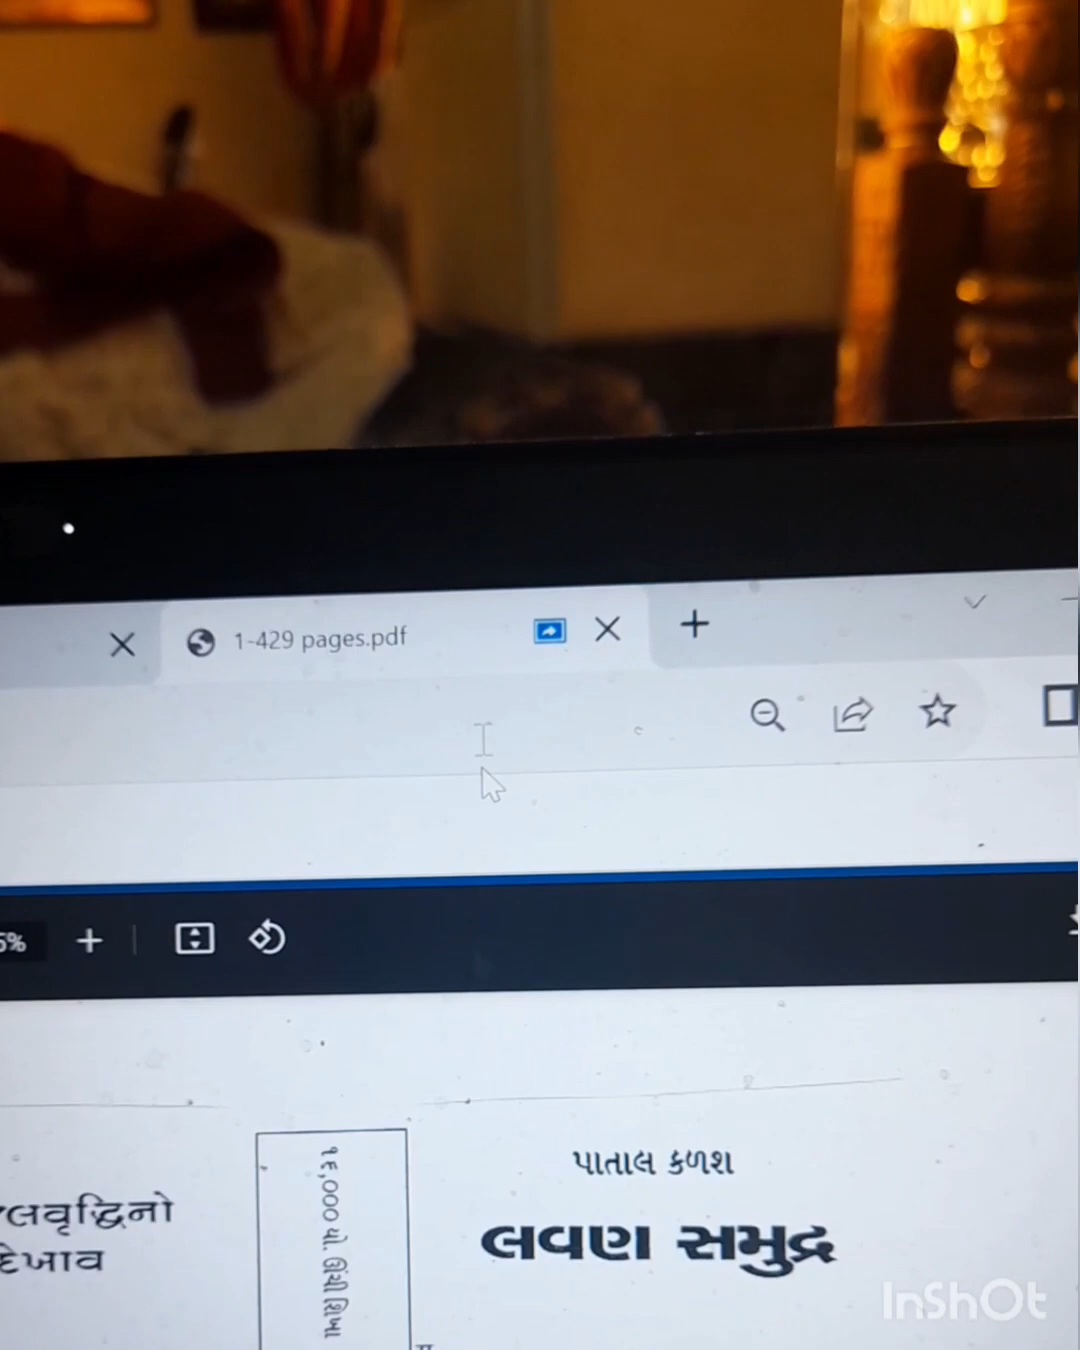 1-429 pages.pdf
5%
પાતાલ કળશ
લવણ સમુદ્ર
લવૃદ્ધિનો
દેખાવ
૧૬,૦૦૦ યો. ઊંચી શિખા
InShOt